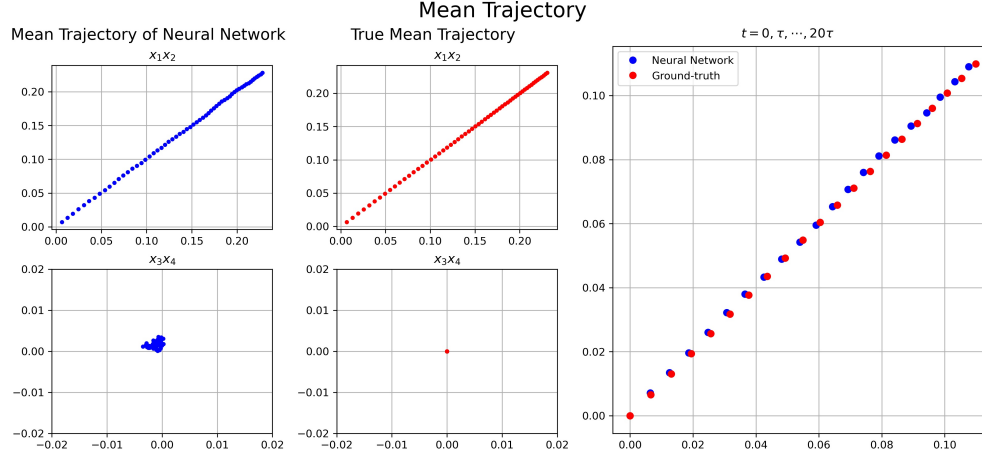 Mean Trajectory
Mean Trajectory of Neural Network
x₁x₂
0.20
0.15
0.10
0.05
0.00
0.00 0.05 0.10 0.15 0.20
True Mean Trajectory
x₁x₂
0.20
0.15
0.10
0.05
0.00
0.00 0.05 0.10 0.15 0.20
x₃x₄
0.02
0.01
0.00
−0.01
−0.02
−0.02 −0.01 0.00 0.01 0.02
x₃x₄
0.02
0.01
0.00
−0.01
−0.02
−0.02 −0.01 0.00 0.01 0.02
t = 0, τ, ⋯, 20τ
Neural Network
Ground-truth
0.10
0.08
0.06
0.04
0.02
0.00
0.00 0.02 0.04 0.06 0.08 0.10